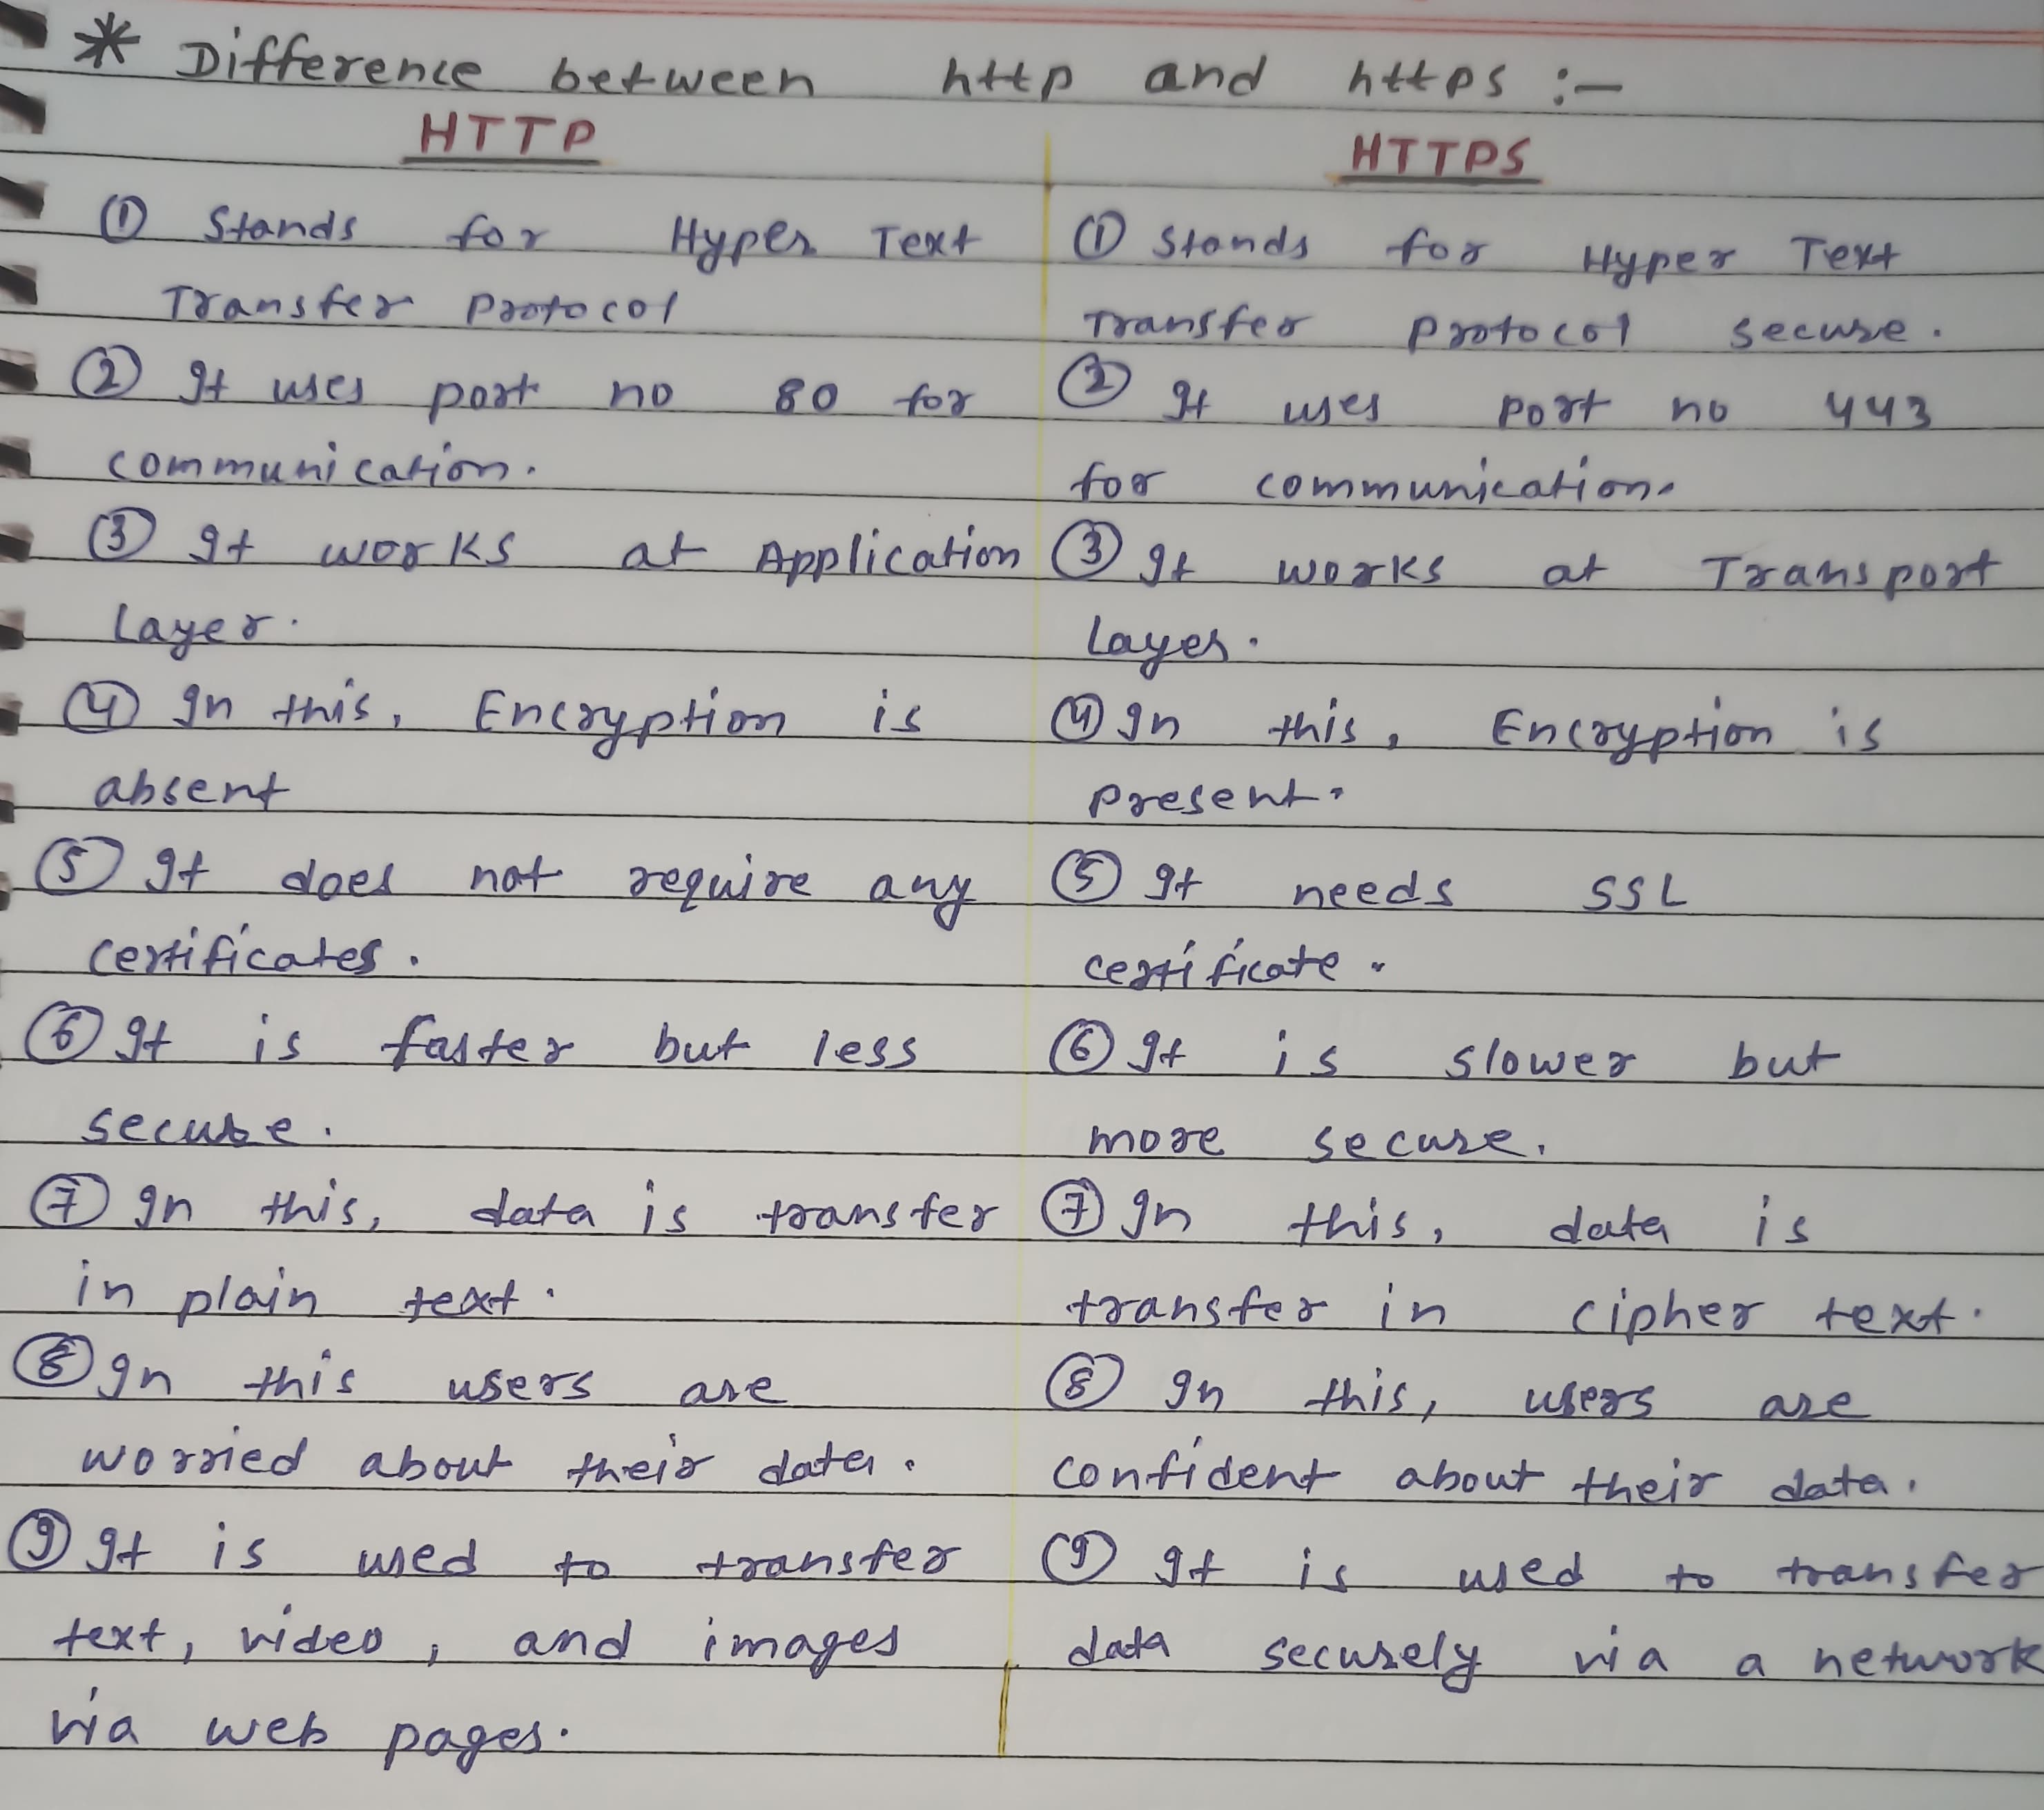 * Difference between http and https :-
HTTP
① Stands for Hyper Text
Transfer Protocol
② It uses port no 80 for
communication.
③ It works at Application
Layer.
④ In this, Encryption is
absent
⑤ It does not require any
certificates.
⑥ It is faster but less
secure.
⑦ In this, data is transfer
in plain text.
⑧ In this users are
worried about their data.
⑨ It is used to transfer
text, video, and images
via web pages.
HTTPS
① Stands for Hyper Text
Transfer Protocol secure.
② It uses port no 443
for communication.
③ It works at Transport
Layer.
④ In this, Encryption is
present.
⑤ It needs SSL
certificate.
⑥ It is slower but
more secure.
⑦ In this, data is
transfer in cipher text.
⑧ In this, users are
confident about their data.
⑨ It is used to transfer
data securely via a network